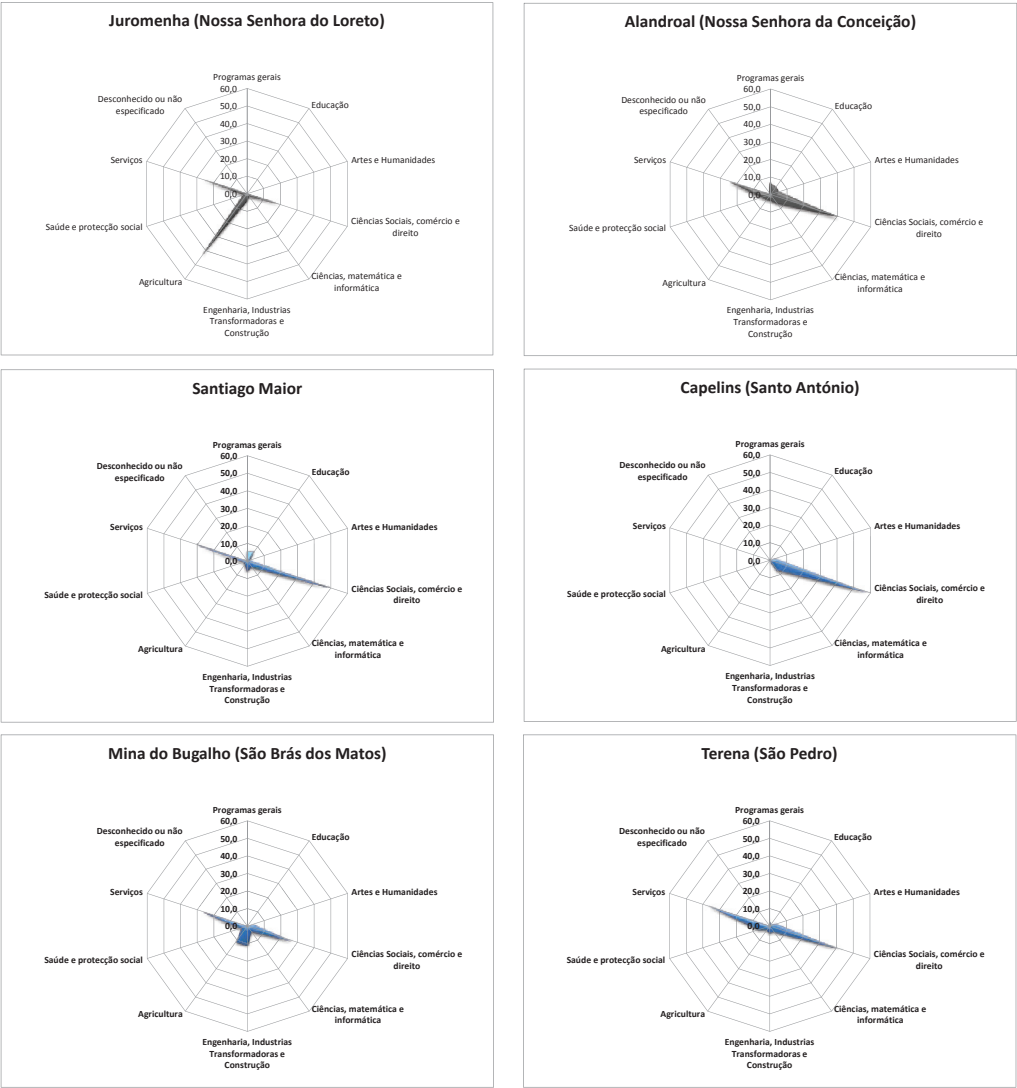 Juromenha (Nossa Senhora do Loreto)
Programas gerais
60,0
50,0
40,0
30,0
20,0
10,0
0,0
Educação
Artes e Humanidades
Ciências Sociais, comércio e
direito
Ciências, matemática e
informática
Engenharia, Industrias
Transformadoras e
Construção
Agricultura
Saúde e protecção social
Serviços
Desconhecido ou não
especificado
Alandroal (Nossa Senhora da Conceição)
Programas gerais
60,0
50,0
40,0
30,0
20,0
10,0
0,0
Educação
Artes e Humanidades
Ciências Sociais, comércio e
direito
Ciências, matemática e
informática
Engenharia, Industrias
Transformadoras e
Construção
Agricultura
Saúde e protecção social
Serviços
Desconhecido ou não
especificado
Santiago Maior
Programas gerais
60,0
50,0
40,0
30,0
20,0
10,0
0,0
Educação
Artes e Humanidades
Ciências Sociais, comércio e
direito
Ciências, matemática e
informática
Engenharia, Industrias
Transformadoras e
Construção
Agricultura
Saúde e protecção social
Serviços
Desconhecido ou não
especificado
Capelins (Santo António)
Programas gerais
60,0
50,0
40,0
30,0
20,0
10,0
0,0
Educação
Artes e Humanidades
Ciências Sociais, comércio e
direito
Ciências, matemática e
informática
Engenharia, Industrias
Transformadoras e
Construção
Agricultura
Saúde e protecção social
Serviços
Desconhecido ou não
especificado
Mina do Bugalho (São Brás dos Matos)
Programas gerais
60,0
50,0
40,0
30,0
20,0
10,0
0,0
Educação
Artes e Humanidades
Ciências Sociais, comércio e
direito
Ciências, matemática e
informática
Engenharia, Industrias
Transformadoras e
Construção
Agricultura
Saúde e protecção social
Serviços
Desconhecido ou não
especificado
Terena (São Pedro)
Programas gerais
60,0
50,0
40,0
30,0
20,0
10,0
0,0
Educação
Artes e Humanidades
Ciências Sociais, comércio e
direito
Ciências, matemática e
informática
Engenharia, Industrias
Transformadoras e
Construção
Agricultura
Saúde e protecção social
Serviços
Desconhecido ou não
especificado